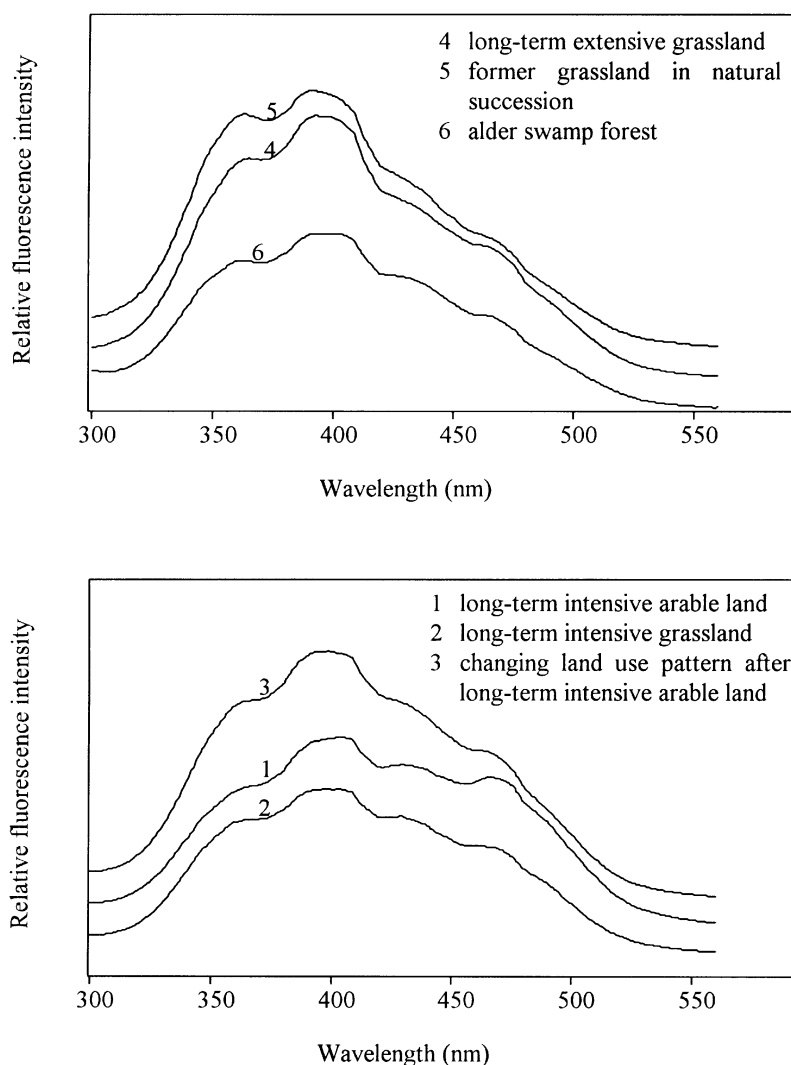 4 long-term extensive grassland
5 former grassland in natural
succession
6 alder swamp forest
Relative fluorescence intensity
5
4
6
300 350 400 450 500 550
Wavelength (nm)
1 long-term intensive arable land
2 long-term intensive grassland
3 changing land use pattern after
long-term intensive arable land
Relative fluorescence intensity
3
1
2
300 350 400 450 500 550
Wavelength (nm)